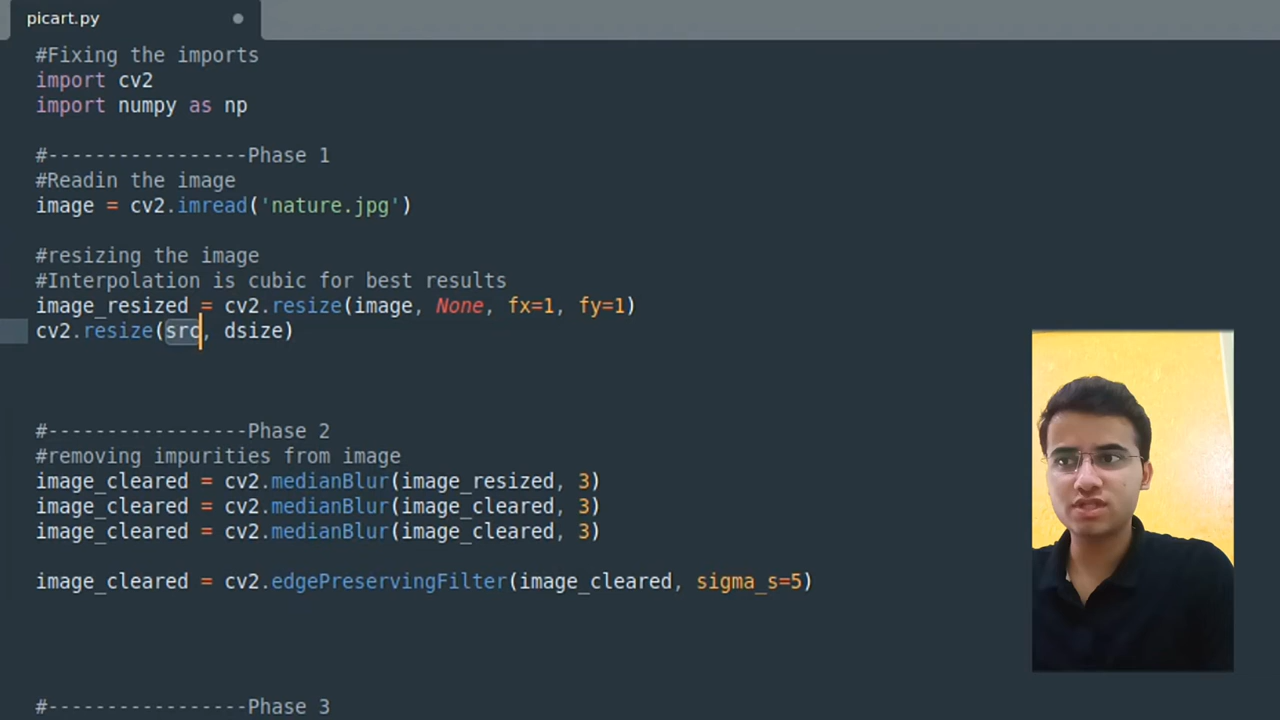 picart.py
#Fixing the imports
import cv2
import numpy as np
#-----------------Phase 1
#Readin the image
image = cv2.imread('nature.jpg')
#resizing the image
#Interpolation is cubic for best results
image_resized = cv2.resize(image, None, fx=1, fy=1)
cv2.resize(src, dsize)
#-----------------Phase 2
#removing impurities from image
image_cleared = cv2.medianBlur(image_resized, 3)
image_cleared = cv2.medianBlur(image_cleared, 3)
image_cleared = cv2.medianBlur(image_cleared, 3)
image_cleared = cv2.edgePreservingFilter(image_cleared, sigma_s=5)
#-----------------Phase 3